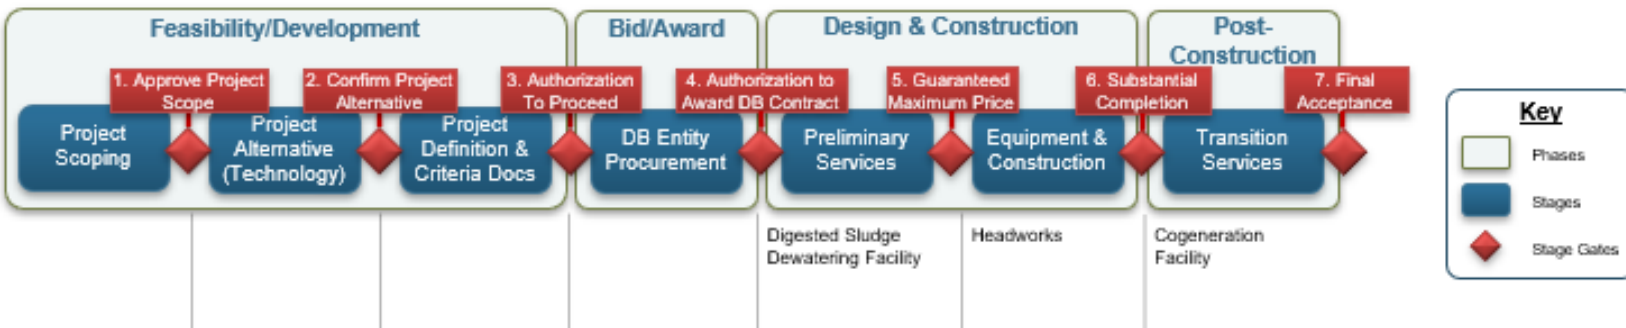 Feasibility/Development
Bid/Award
Design & Construction
Post-
Construction
1. Approve Project
Scope
2. Confirm Project
Alternative
3. Authorization
To Proceed
4. Authorization to
Award DB Contract
5. Guaranteed
Maximum Price
6. Substantial
Completion
7. Final
Acceptance
Project
Scoping
Project
Alternative
(Technology)
Project
Definition &
Criteria Docs
DB Entity
Procurement
Preliminary
Services
Equipment &
Construction
Transition
Services
Digested Sludge
Dewatering Facility
Headworks
Cogeneration
Facility
Key
Phases
Stages
Stage Gates